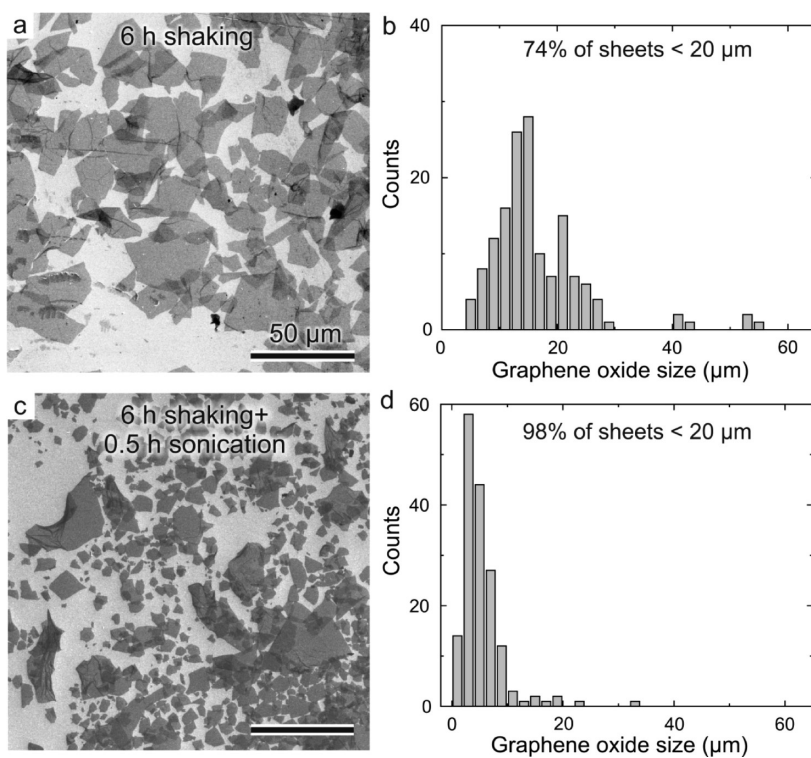 a
6 h shaking
50 μm
b
74% of sheets < 20 μm
40
20
0
Counts
0 20 40 60
Graphene oxide size (μm)
c
6 h shaking+
0.5 h sonication
d
98% of sheets < 20 μm
60
40
20
0
Counts
0 20 40 60
Graphene oxide size (μm)